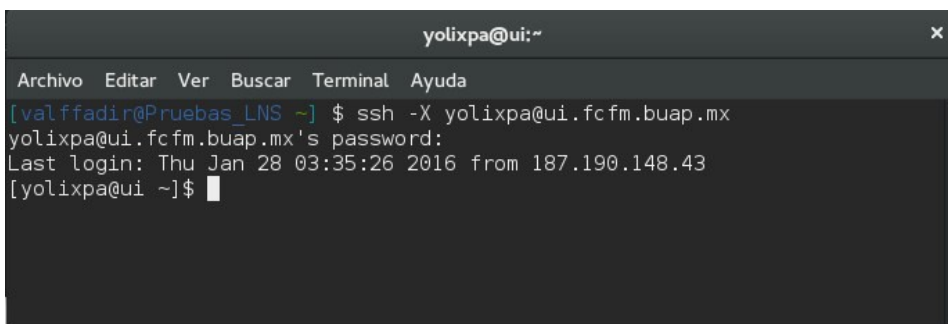 yolixpa@ui:~ ×
Archivo Editar Ver Buscar Terminal Ayuda
[valffadir@Pruebas_LNS ~] $ ssh -X yolixpa@ui.fcfm.buap.mx
yolixpa@ui.fcfm.buap.mx's password:
Last login: Thu Jan 28 03:35:26 2016 from 187.190.148.43
[yolixpa@ui ~]$